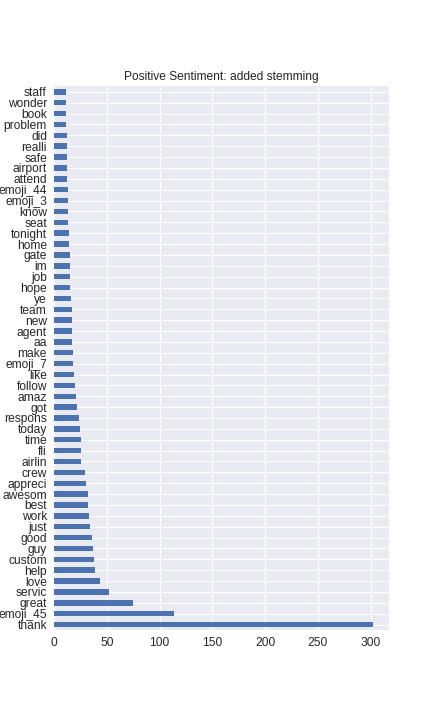 Positive Sentiment: added stemming
staff
wonder
book
problem
did
realli
safe
airport
attend
emoji_44
emoji_3
know
seat
tonight
home
gate
im
job
hope
ye
team
new
agent
aa
make
emoji_7
like
follow
amaz
got
respons
today
time
fli
airlin
crew
appreci
awesom
best
work
just
good
guy
custom
help
love
servic
great
emoji_45
thank
0 50 100 150 200 250 300